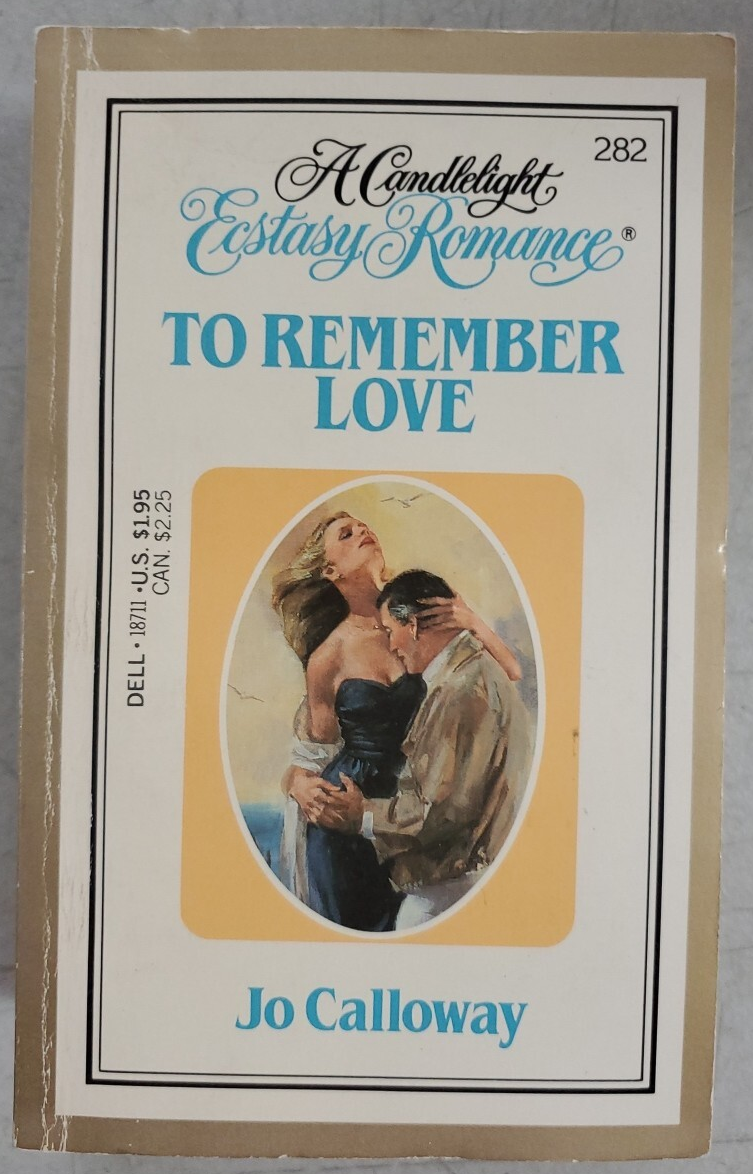 282
A Candlelight
Ecstasy Romance®
TO REMEMBER
LOVE
DELL • 18711 • U.S. $1.95
CAN. $2.25
Jo Calloway